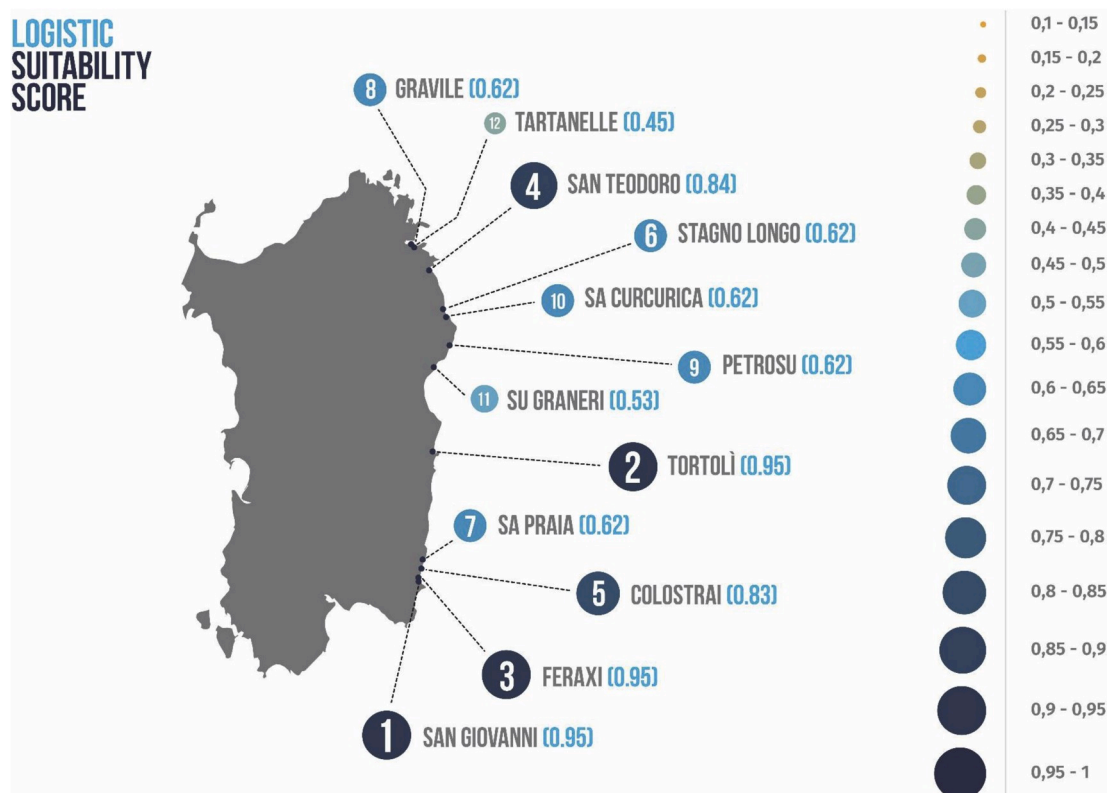 LOGISTIC
SUITABILITY
SCORE
8 GRAVILE (0.62)
12 TARTANELLE (0.45)
4 SAN TEODORO (0.84)
6 STAGNO LONGO (0.62)
10 SA CURCURICA (0.62)
9 PETROSU (0.62)
11 SU GRANERI (0.53)
2 TORTOLÌ (0.95)
7 SA PRAIA (0.62)
5 COLOSTRAI (0.83)
3 FERAXI (0.95)
1 SAN GIOVANNI (0.95)
0,1 - 0,15
0,15 - 0,2
0,2 - 0,25
0,25 - 0,3
0,3 - 0,35
0,35 - 0,4
0,4 - 0,45
0,45 - 0,5
0,5 - 0,55
0,55 - 0,6
0,6 - 0,65
0,65 - 0,7
0,7 - 0,75
0,75 - 0,8
0,8 - 0,85
0,85 - 0,9
0,9 - 0,95
0,95 - 1